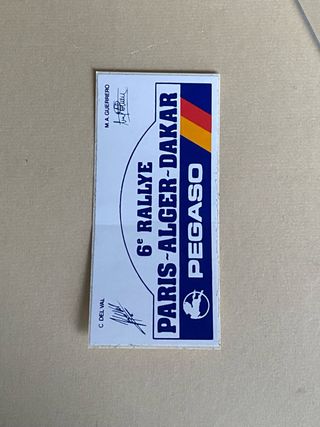 C. DEL VAL
M. A. GUERRERO
6e RALLYE
PARIS-ALGER-DAKAR
PEGASO